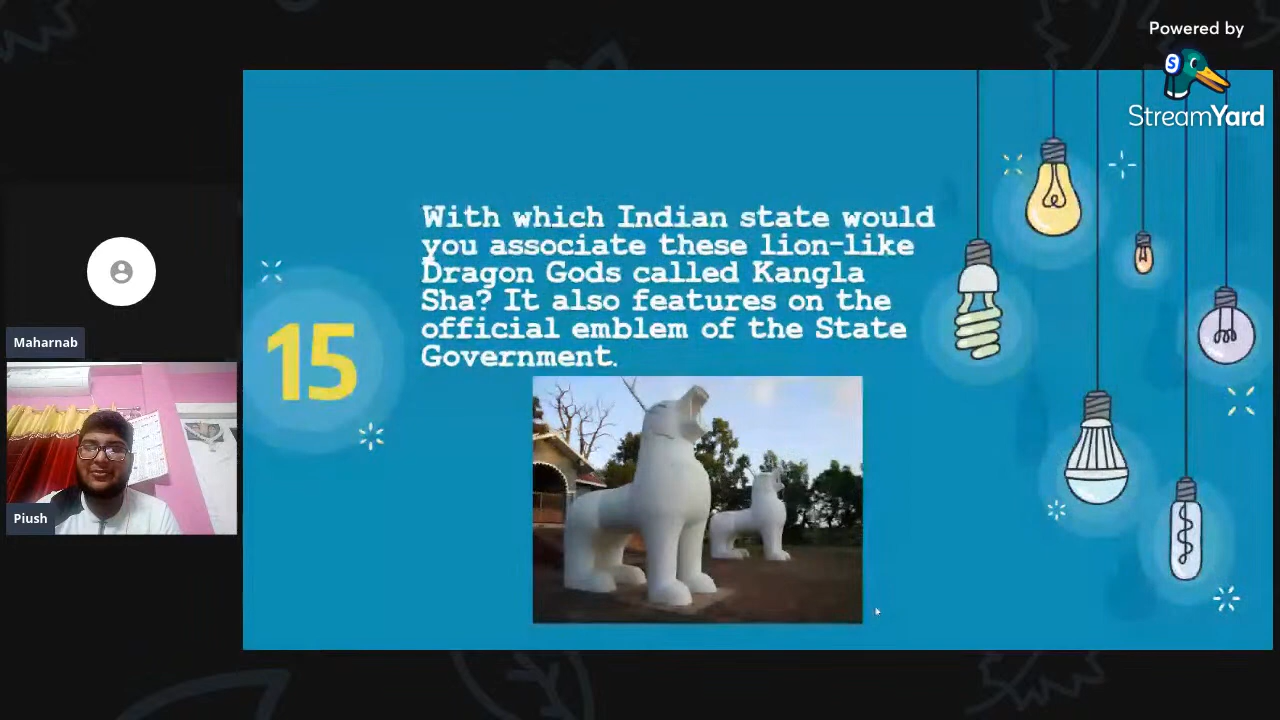 Powered by
StreamYard
With which Indian state would
you associate these lion-like
Dragon Gods called Kangla
Sha? It also features on the
official emblem of the State
Government.
15
Maharnab
Piush